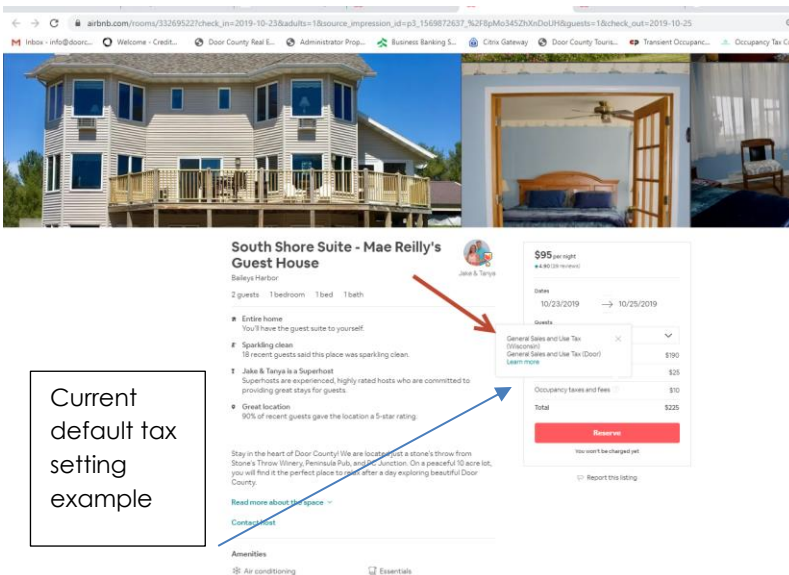 airbnb.com/rooms/33269522?check_in=2019-10-23&adults=1&source_impression_id=p3_1569872637_%2F8pMo345ZhXnDoUH&guests=1&check_out=2019-10-25
Inbox - info@doorc... Welcome - Credit... Door County Real E... Administrator Prop... Business Banking S... Citrix Gateway Door County Touris... Transient Occupanc... Occupancy Tax
South Shore Suite - Mae Reilly's
Guest House
Baileys Harbor
Jake & Tanya
2 guests 1 bedroom 1 bed 1 bath
Entire home
You'll have the guest suite to yourself.
Sparkling clean
18 recent guests said this place was sparkling clean.
Jake & Tanya is a Superhost
Superhosts are experienced, highly rated hosts who are committed to
providing great stays for guests.
Great location
90% of recent guests gave the location a 5-star rating.
Stay in the heart of Door County! We are located just a stone's throw from
Stone's Throw Winery, Peninsula Pub, and PC Junction. On a peaceful 10 acre lot,
you will find it the perfect place to relax after a day exploring beautiful Door
County.
Read more about the space
Contact host
Amenities
Air conditioning Essentials
$95 per night
4.90 reviews)
Dates
10/23/2019 → 10/25/2019
Guests
General Sales and Use Tax
(Wisconsin)
General Sales and Use Tax (Door)
Learn more
$190
$25
Occupancy taxes and fees $10
Total $225
Reserve
You won't be charged yet
Report this listing
Current
default tax
setting
example